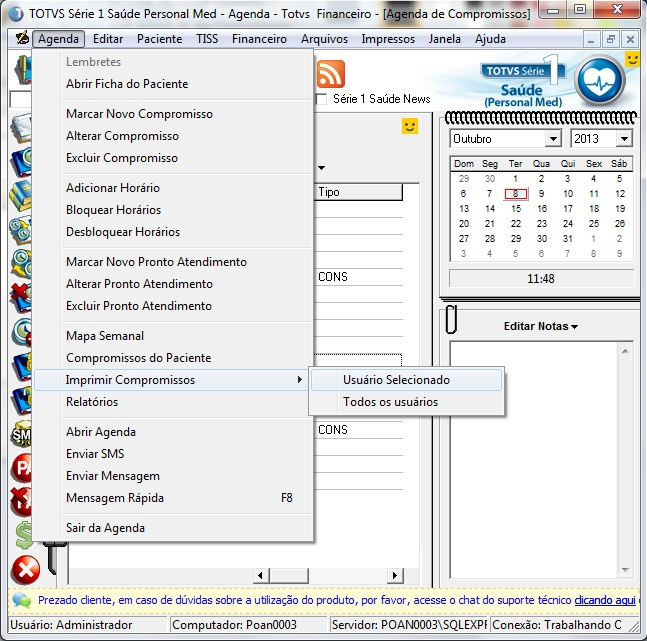 TOTVS Série 1 Saúde Personal Med - Agenda - Totvs Financeiro - [Agenda de Compromissos]
Agenda Editar Paciente TISS Financeiro Arquivos Impressos Janela Ajuda
Lembretes
Abrir Ficha do Paciente
Marcar Novo Compromisso
Alterar Compromisso
Excluir Compromisso
Adicionar Horário
Bloquear Horários
Desbloquear Horários
Marcar Novo Pronto Atendimento
Alterar Pronto Atendimento
Excluir Pronto Atendimento
Mapa Semanal
Compromissos do Paciente
Imprimir Compromissos
Relatórios
Abrir Agenda
Enviar SMS
Enviar Mensagem
Mensagem Rápida F8
Sair da Agenda
Usuário Selecionado
Todos os usuários
Série 1 Saúde News
Tipo
CONS
CONS
TOTVS Série 1
Saúde
(Personal Med)
Outubro 2013
Dom Seg Ter Qua Qui Sex Sáb
29 30 1 2 3 4 5
6 7 8 9 10 11 12
13 14 15 16 17 18 19
20 21 22 23 24 25 26
27 28 29 30 31 1 2
3 4 5 6 7 8 9
11:48
Editar Notas
Prezado cliente, em caso de dúvidas sobre a utilização do produto, por favor, acesse o chat do suporte técnico clicando aqui
Usuário: Administrador Computador: Poan0003 Servidor: POAN0003\SQLEXPF Conexão: Trabalhando O